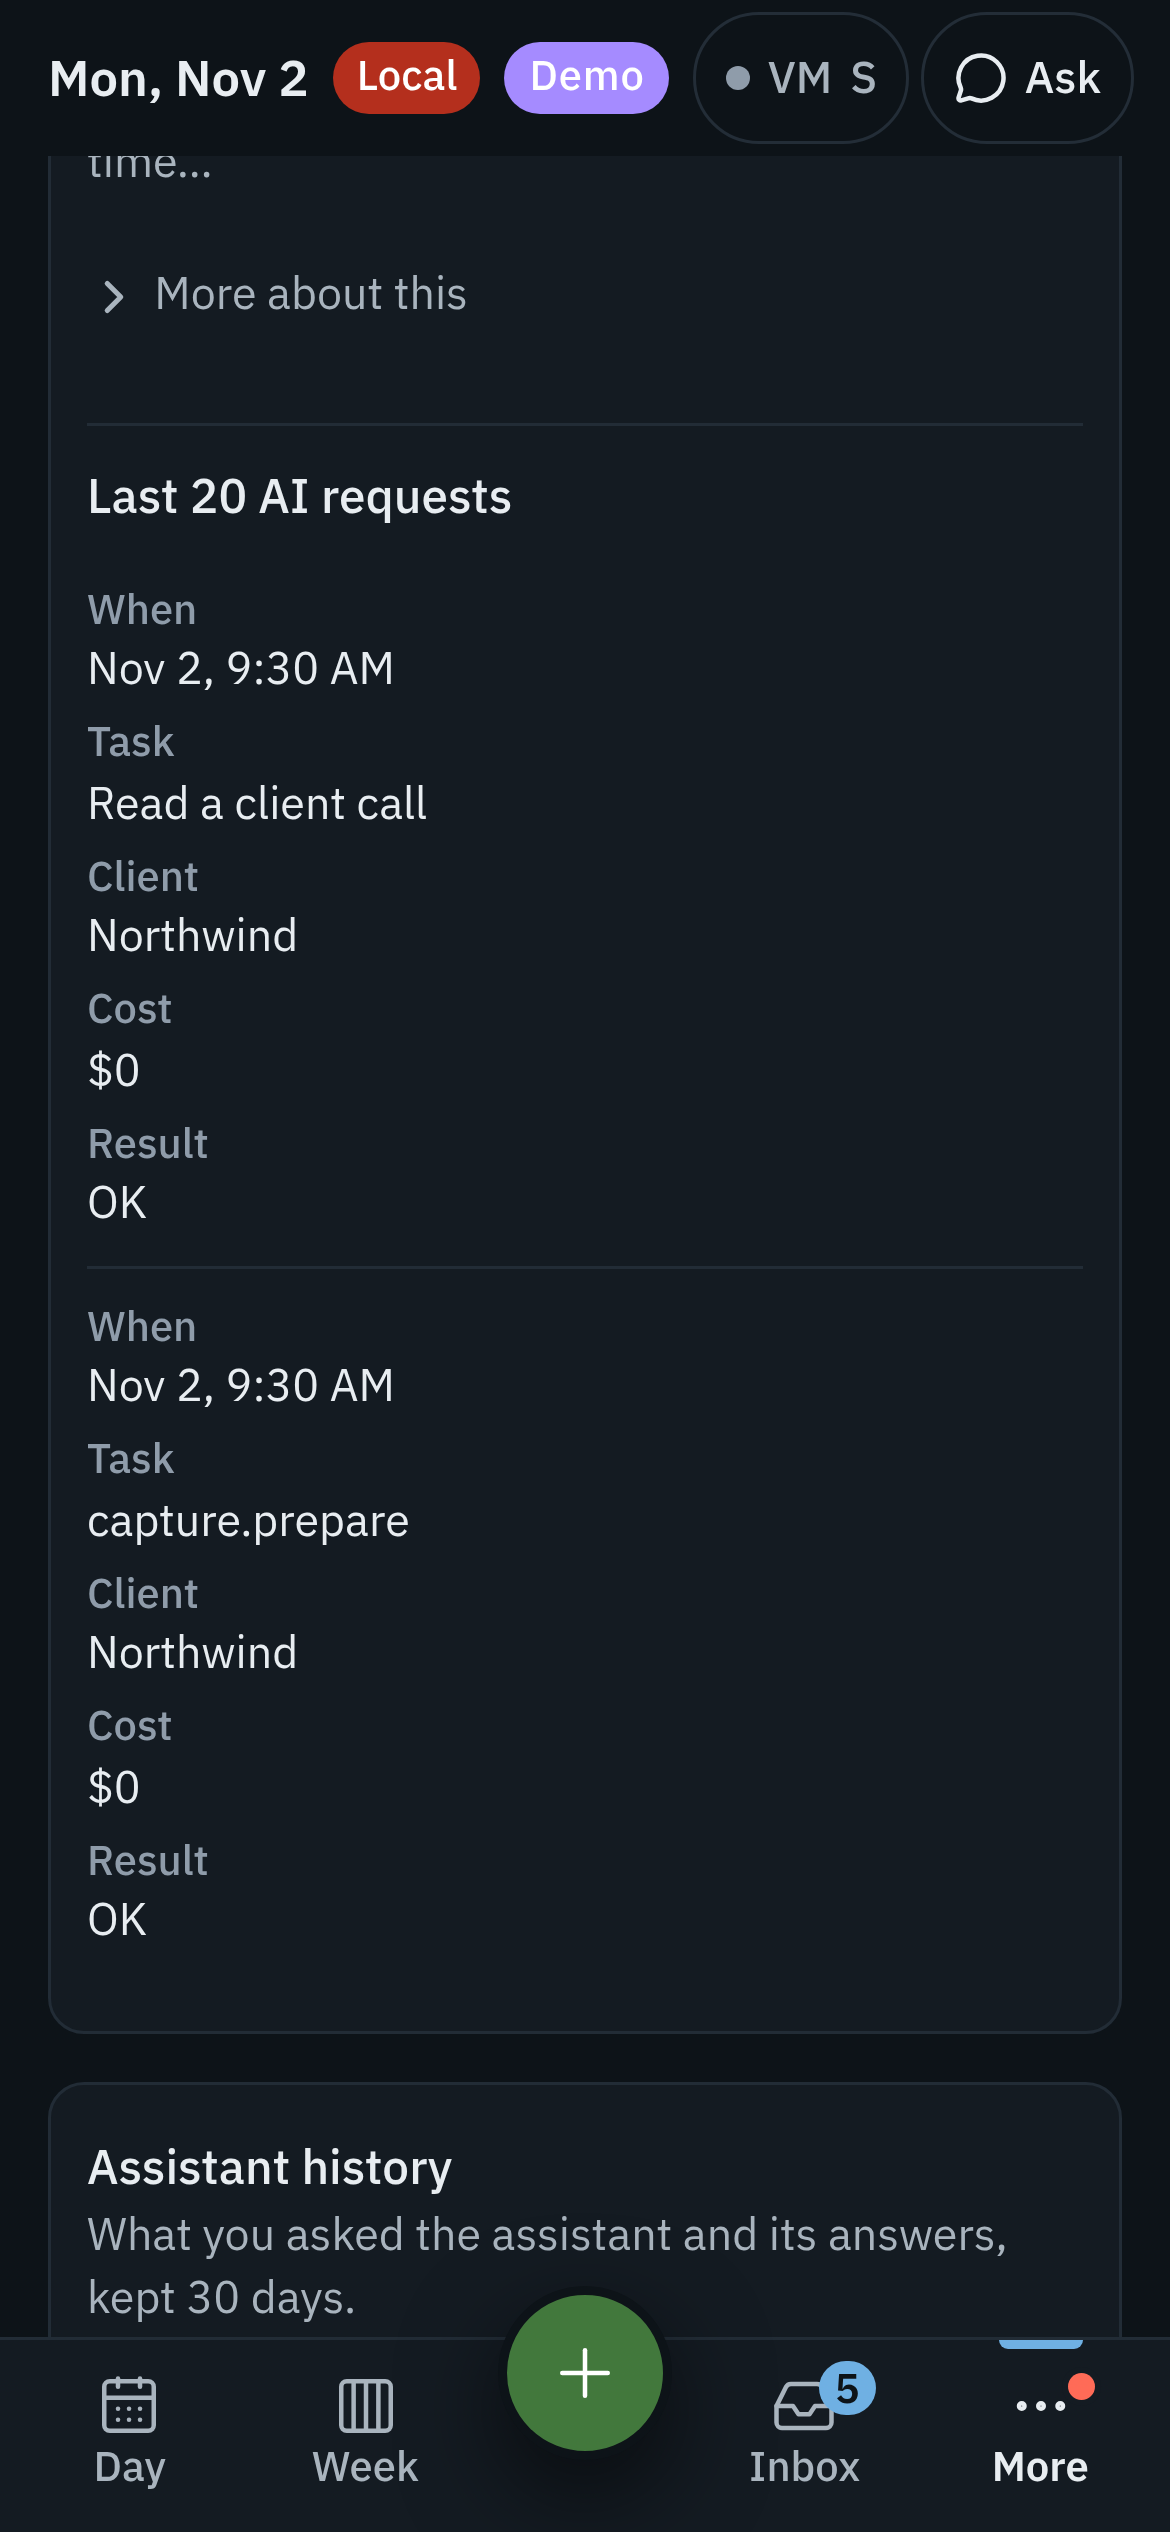 Mon, Nov 2 Local Demo VM S Ask
time...
More about this
Last 20 AI requests
When
Nov 2, 9:30 AM
Task
Read a client call
Client
Northwind
Cost
$0
Result
OK
When
Nov 2, 9:30 AM
Task
capture.prepare
Client
Northwind
Cost
$0
Result
OK
Assistant history
What you asked the assistant and its answers,
kept 30 days.
5
Day Week Inbox More